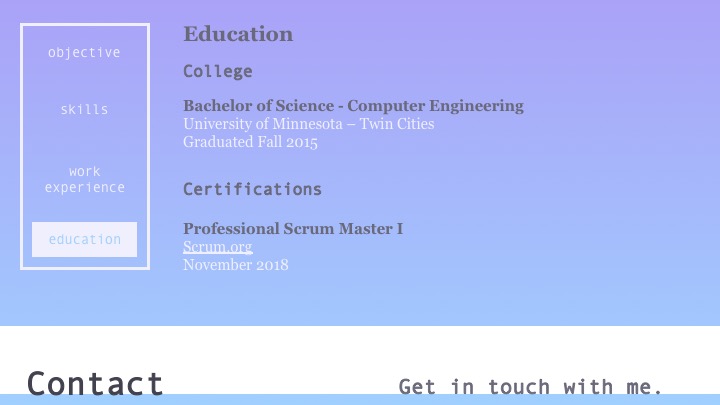 objective
skills
work
experience
education
Education
College
Bachelor of Science - Computer Engineering
University of Minnesota – Twin Cities
Graduated Fall 2015
Certifications
Professional Scrum Master I
Scrum.org
November 2018
Contact
Get in touch with me.